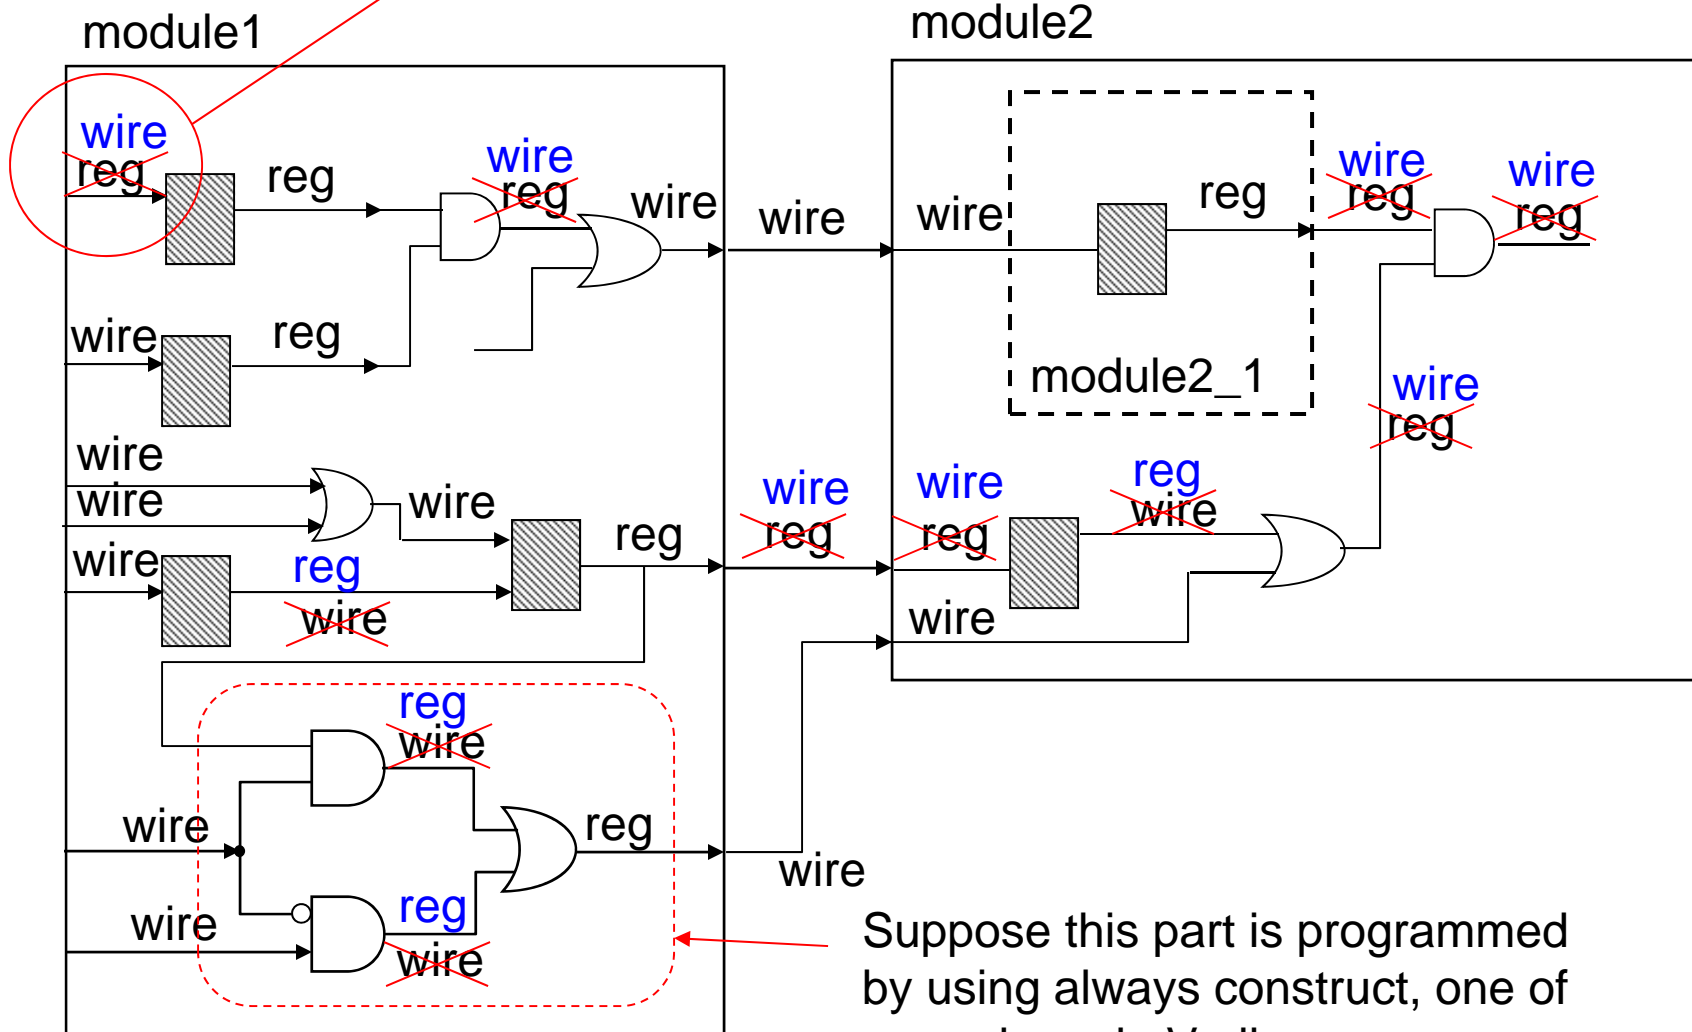 module1
module2
wire
reg
reg
wire
reg
wire
wire
wire
reg
wire
reg
wire
reg
wire
reg
module2_1
wire
reg
wire
wire
wire
reg
wire
reg
wire
reg
wire
reg
wire
wire
reg
reg
wire
wire
reg
wire
wire
reg
wire
wire
reg
wire
Suppose this part is programmed
by using always construct, one of